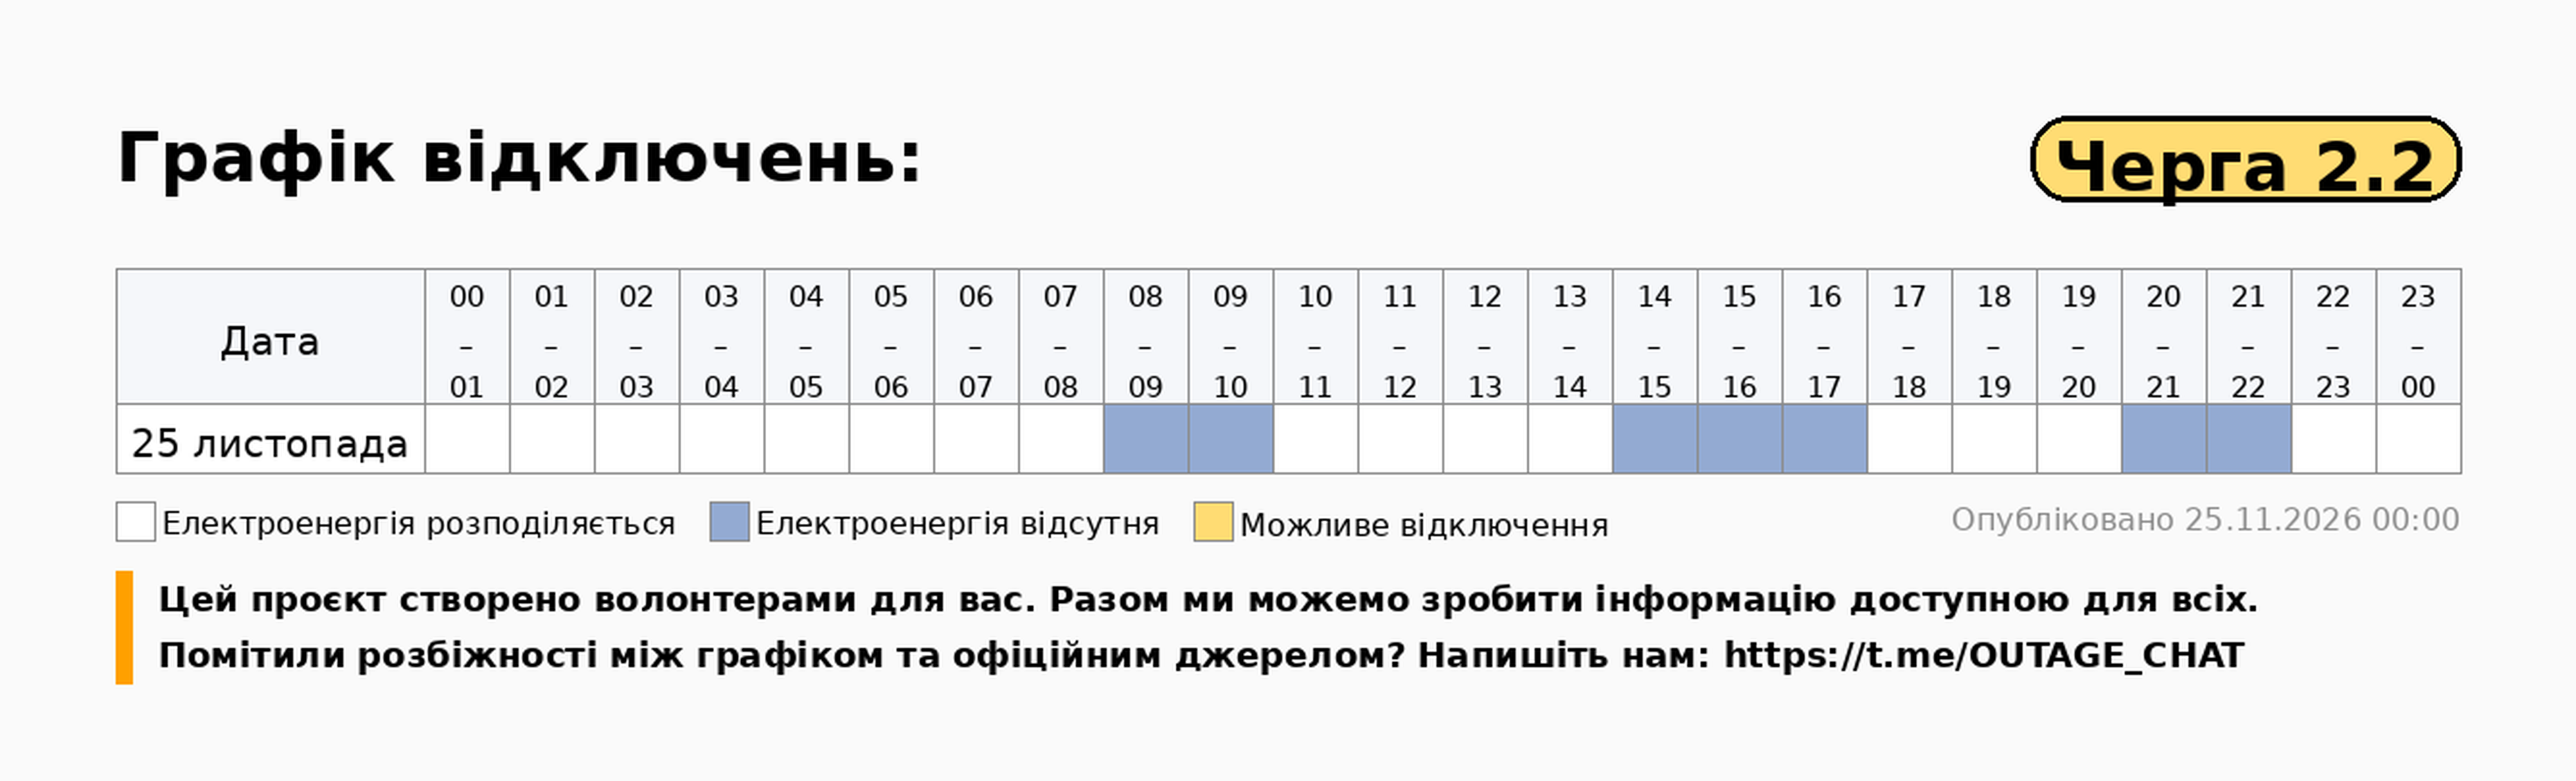 Графік відключень:
Черга 2.2
Дата 00 – 01 01 – 02 02 – 03 03 – 04 04 – 05 05 – 06 06 – 07 07 – 08 08 – 09 09 – 10 10 – 11 11 – 12 12 – 13 13 – 14 14 – 15 15 – 16 16 – 17 17 – 18 18 – 19 19 – 20 20 – 21 21 – 22 22 – 23 23 – 00
25 листопада
Електроенергія розподіляється Електроенергія відсутня Можливе відключення
Опубліковано 25.11.2026 00:00
Цей проєкт створено волонтерами для вас. Разом ми можемо зробити інформацію доступною для всіх.
Помітили розбіжності між графіком та офіційним джерелом? Напишіть нам: https://t.me/OUTAGE_CHAT